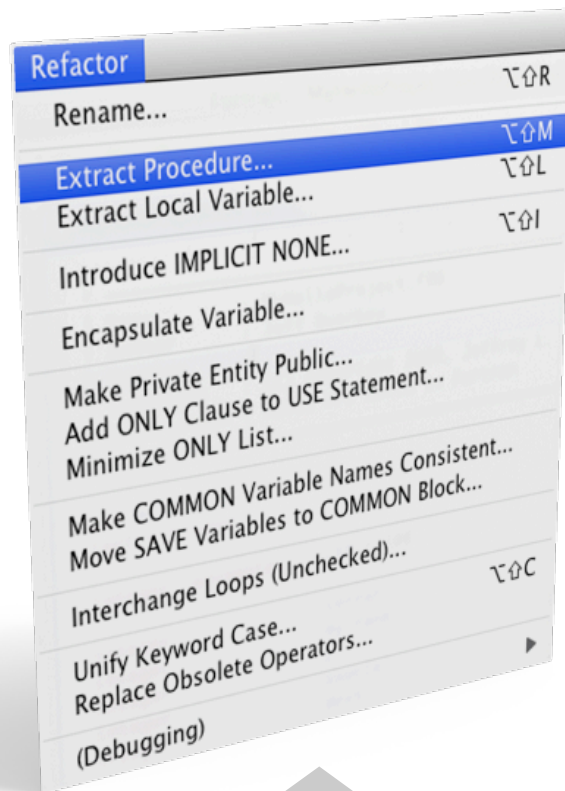 Refactor
Rename... ⌥⇧R
Extract Procedure... ⌥⇧M
Extract Local Variable... ⌥⇧L
Introduce IMPLICIT NONE... ⌥⇧I
Encapsulate Variable...
Make Private Entity Public...
Add ONLY Clause to USE Statement...
Minimize ONLY List...
Make COMMON Variable Names Consistent...
Move SAVE Variables to COMMON Block...
Interchange Loops (Unchecked)...
Unify Keyword Case... ⌥⇧C
Replace Obsolete Operators...
(Debugging)